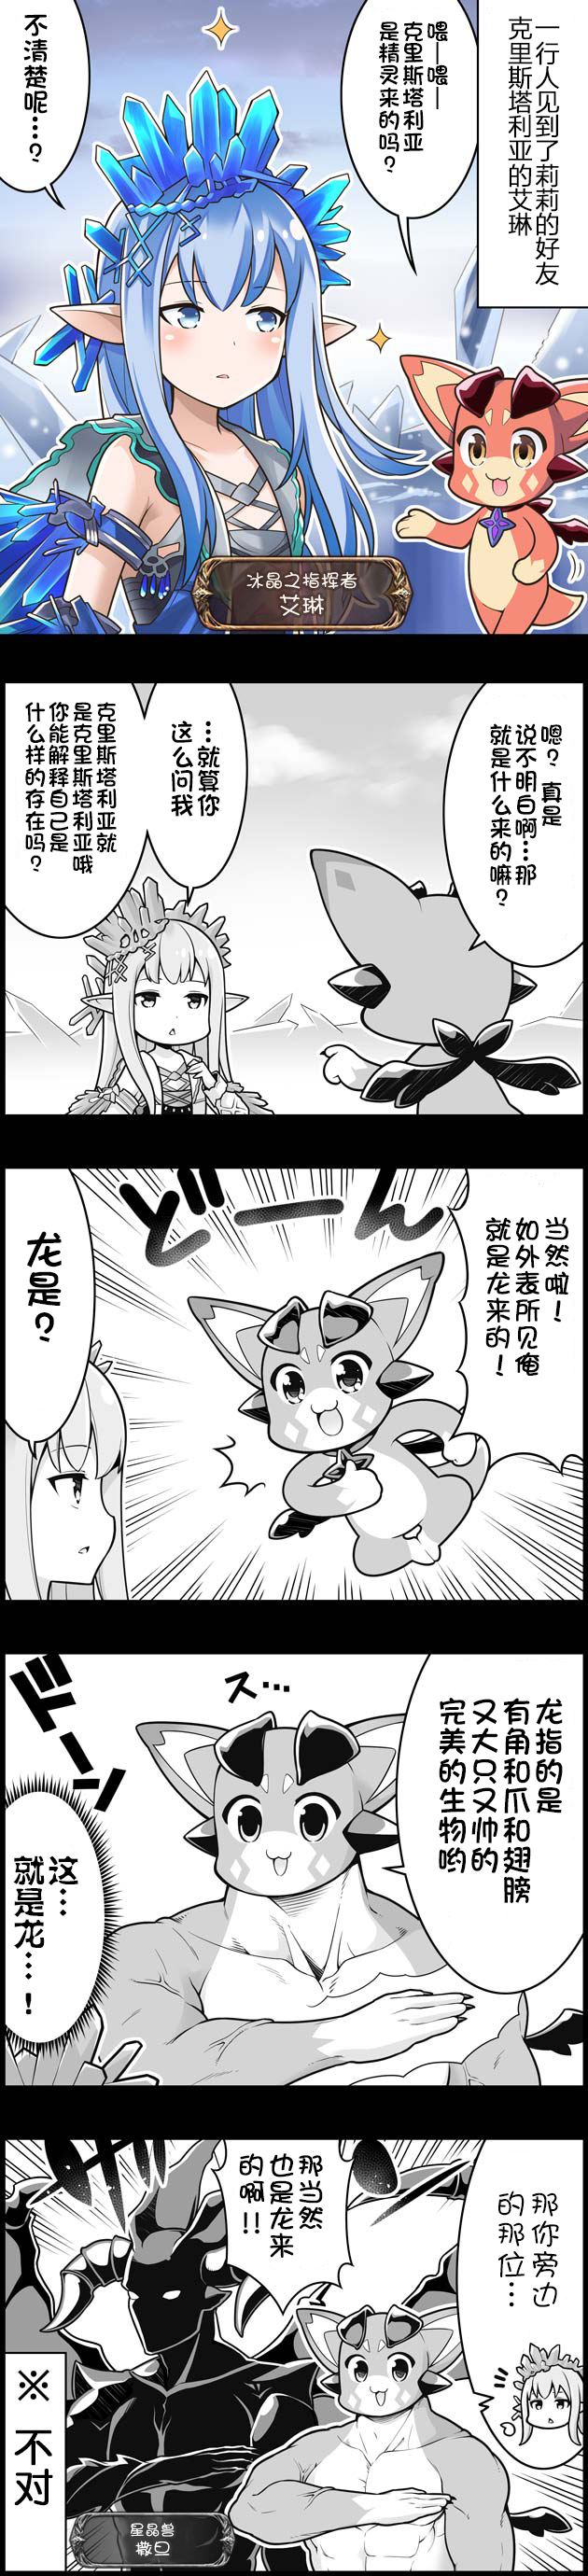 一行人见到了莉莉的好友
克里斯塔利亚的艾琳
喂—喂—
克里斯塔利亚
是精灵来的吗？
不清楚呢…？
冰晶之指挥者
艾琳
嗯？真是
说不明白啊…那
就是什么来的嘛？
…就算你
这么问我
克里斯塔利亚就
是克里斯塔利亚哦
你能解释自己是
什么样的存在吗？
当然啦！
如外表所见俺
就是龙来的！
どーん
龙是？
龙指的是
有角和爪和翅膀
又大只又帅的
完美的生物哟
ス…
ドーン
这…
就是龙…！
那你旁边
的那位…
那当然
也是龙来
的啊!!
※不对
星晶兽
撒旦